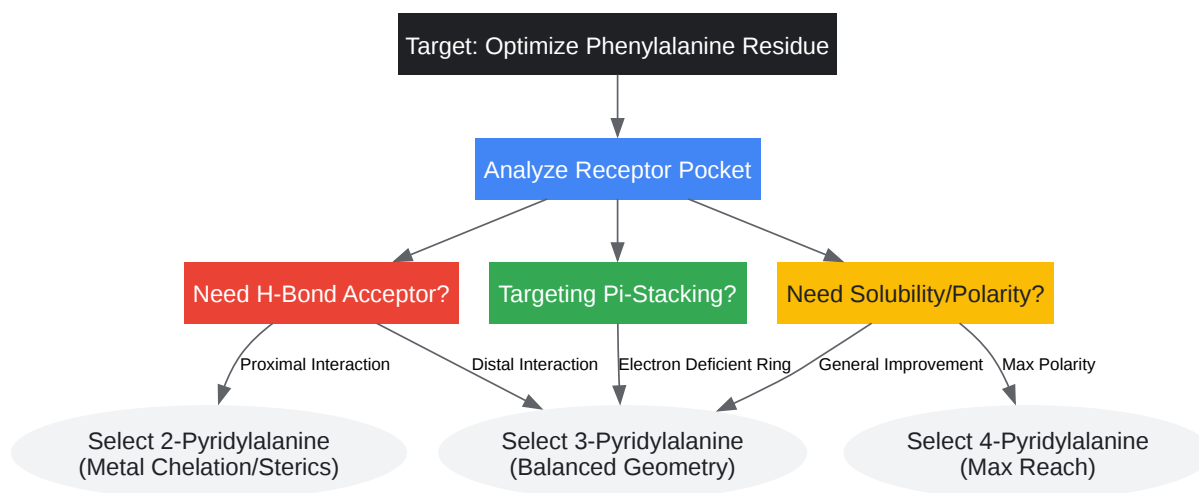 Target: Optimize Phenylalanine Residue
Analyze Receptor Pocket
Need H-Bond Acceptor?
Targeting Pi-Stacking?
Need Solubility/Polarity?
Proximal Interaction
Distal Interaction
Electron Deficient Ring
General Improvement
Max Polarity
Select 2-Pyridylalanine
(Metal Chelation/Sterics)
Select 3-Pyridylalanine
(Balanced Geometry)
Select 4-Pyridylalanine
(Max Reach)